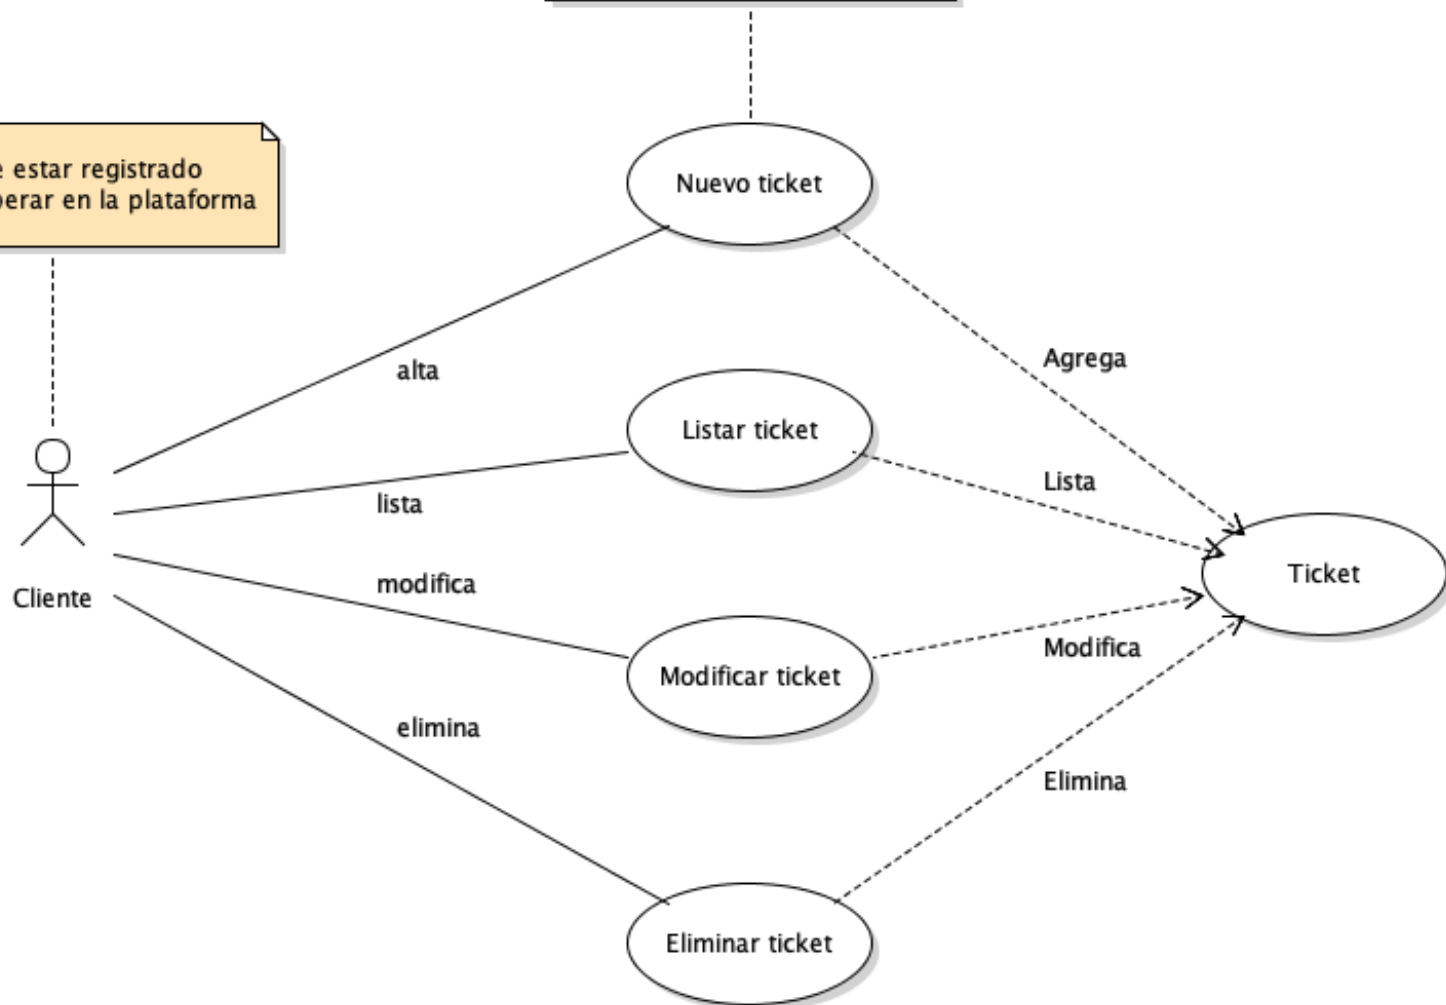 e estar registrado
erar en la plataforma
Nuevo ticket
alta
Agrega
Listar ticket
Lista
lista
Ticket
modifica
Cliente
Modifica
Modificar ticket
elimina
Elimina
Eliminar ticket